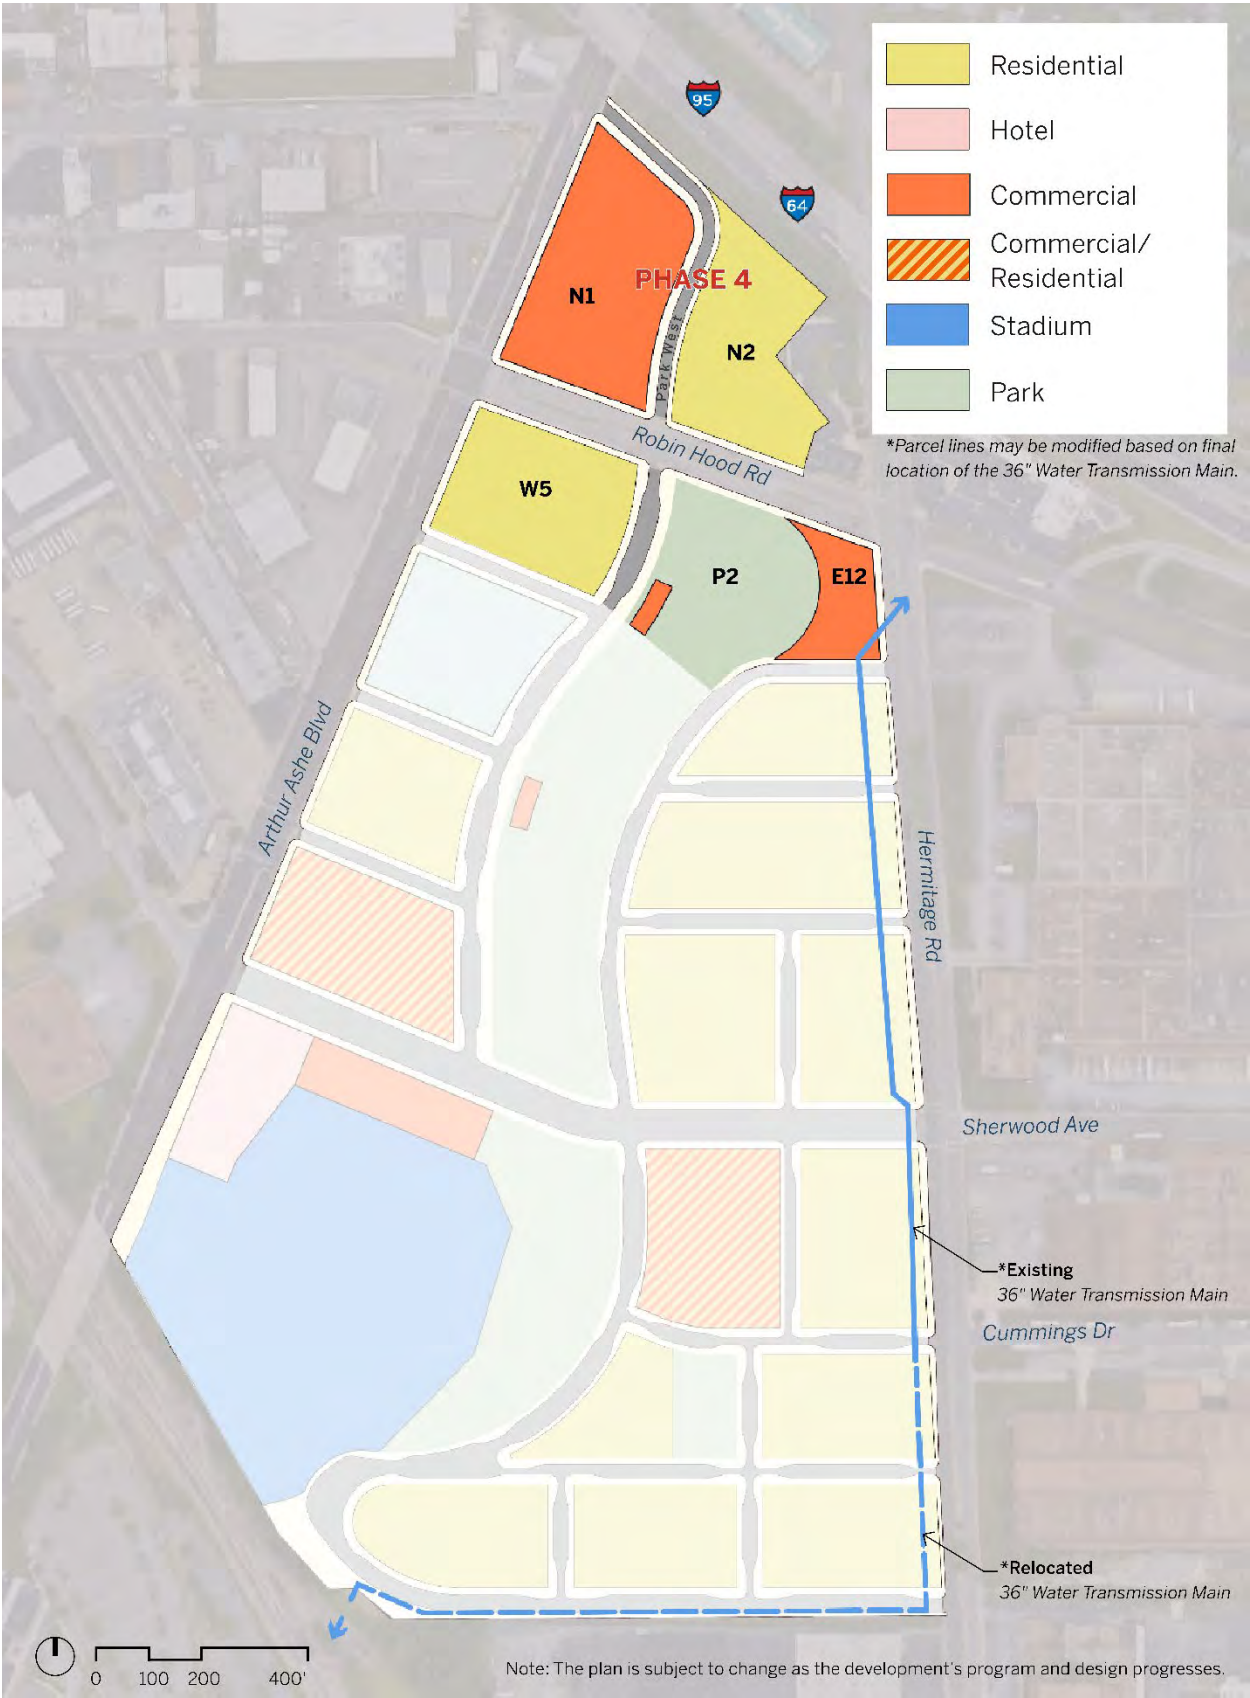 95
64
Residential
Hotel
Commercial
Commercial/
Residential
Stadium
Park
*Parcel lines may be modified based on final
location of the 36" Water Transmission Main.
PHASE 4
N1
N2
Park West
Robin Hood Rd
W5
P2
E12
Arthur Ashe Blvd
Hermitage Rd
Sherwood Ave
*Existing
36" Water Transmission Main
Cummings Dr
*Relocated
36" Water Transmission Main
0 100 200 400'
Note: The plan is subject to change as the development's program and design progresses.